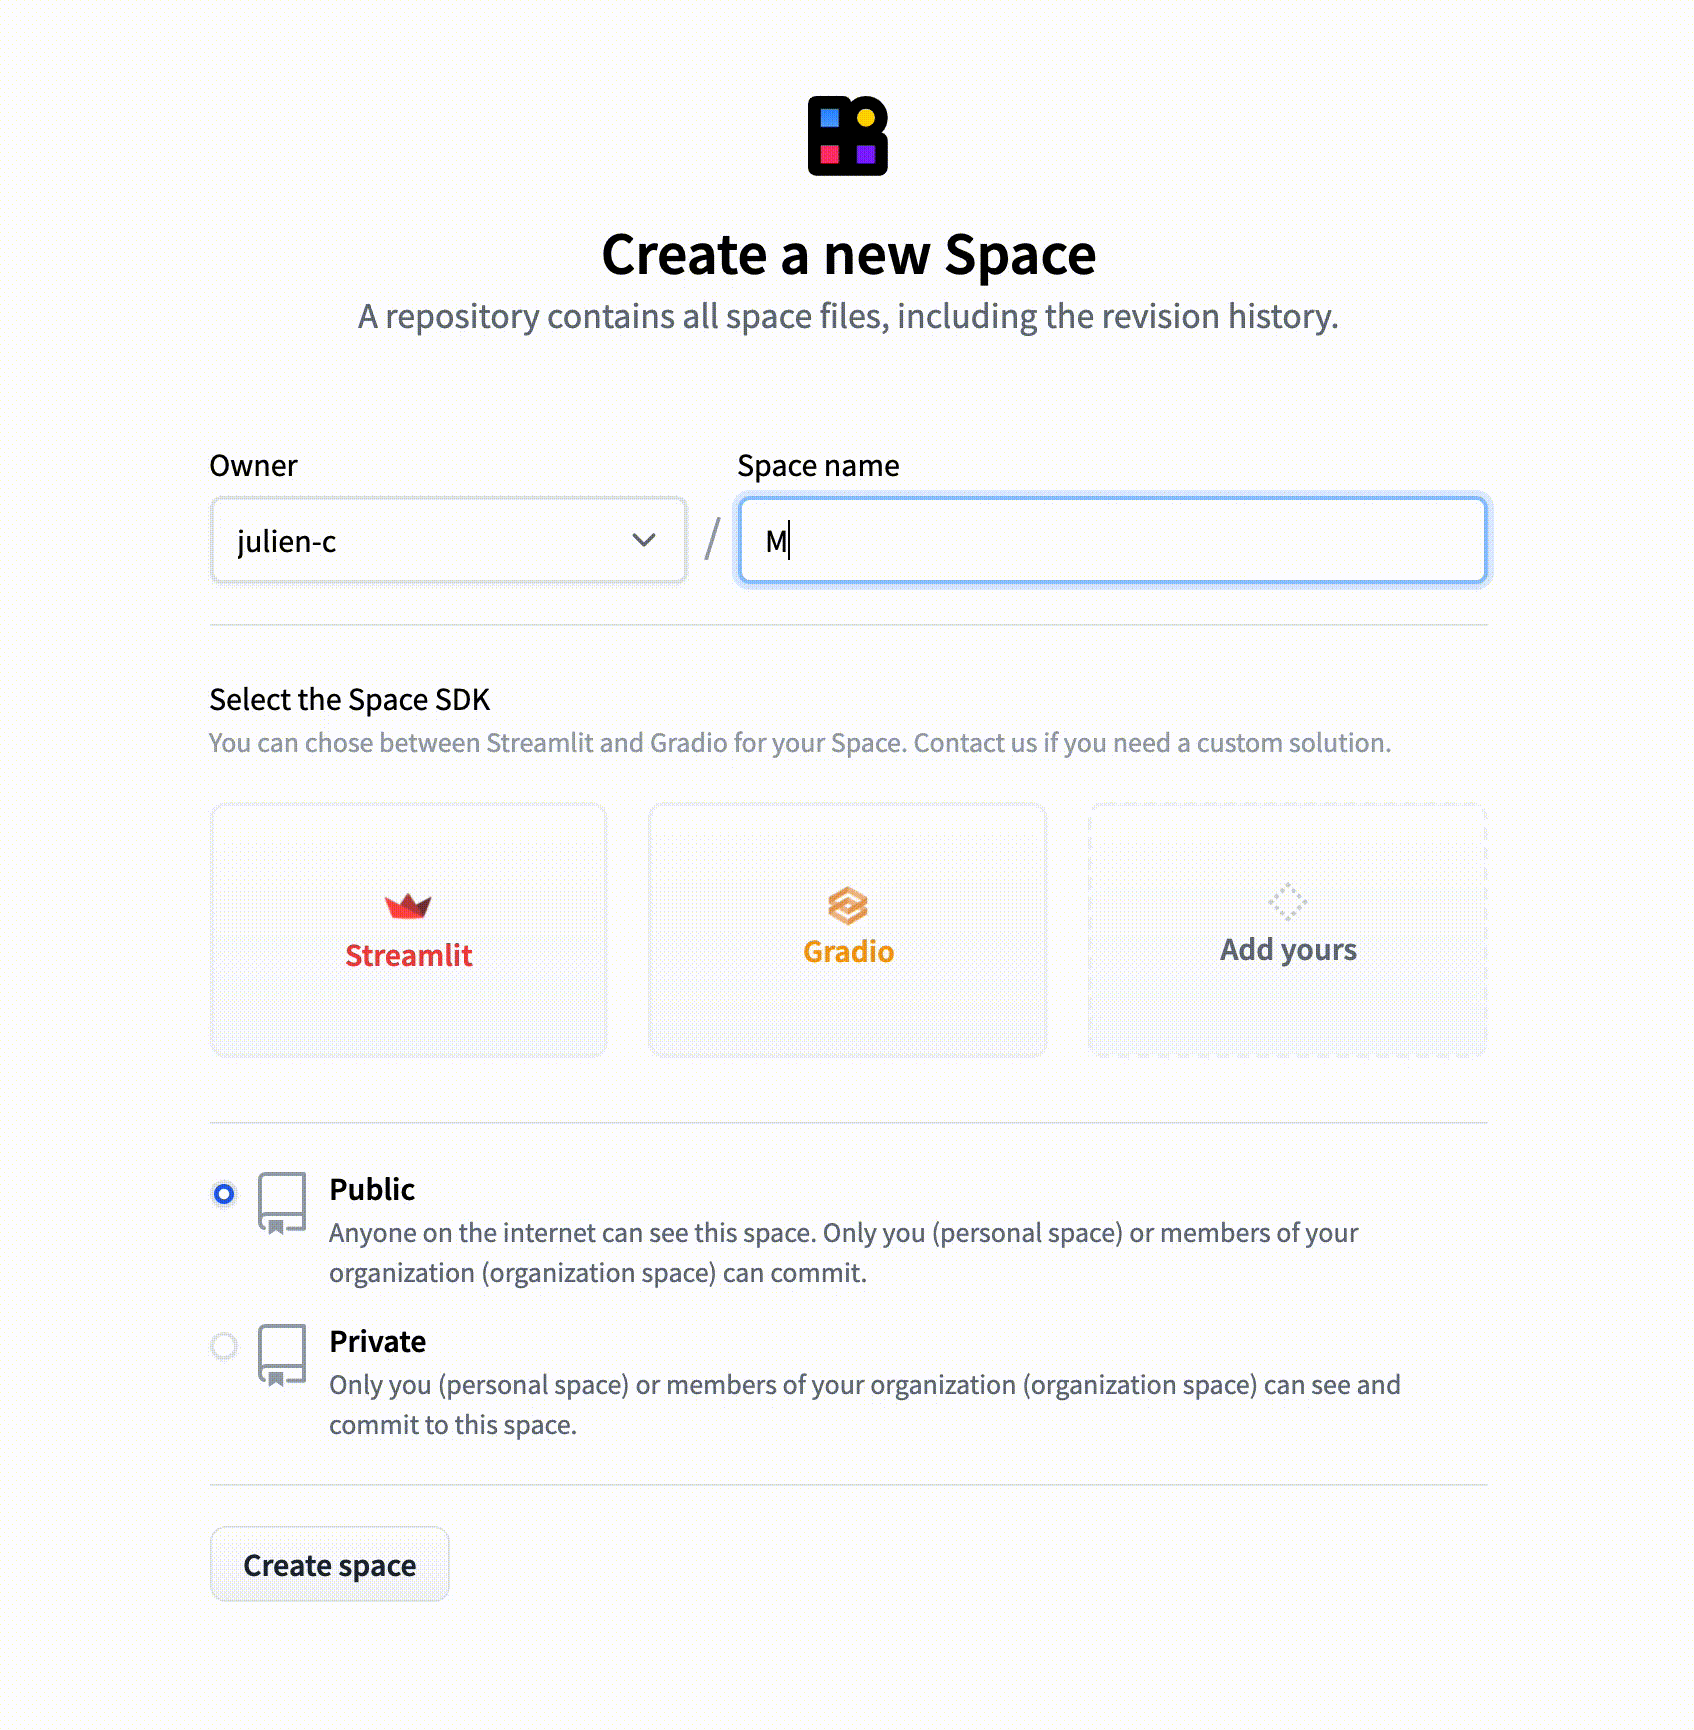 Create a new Space
A repository contains all space files, including the revision history.
Owner
Space name
julien-c
/
M
Select the Space SDK
You can chose between Streamlit and Gradio for your Space. Contact us if you need a custom solution.
Streamlit
Gradio
Add yours
Public
Anyone on the internet can see this space. Only you (personal space) or members of your
organization (organization space) can commit.
Private
Only you (personal space) or members of your organization (organization space) can see and
commit to this space.
Create space